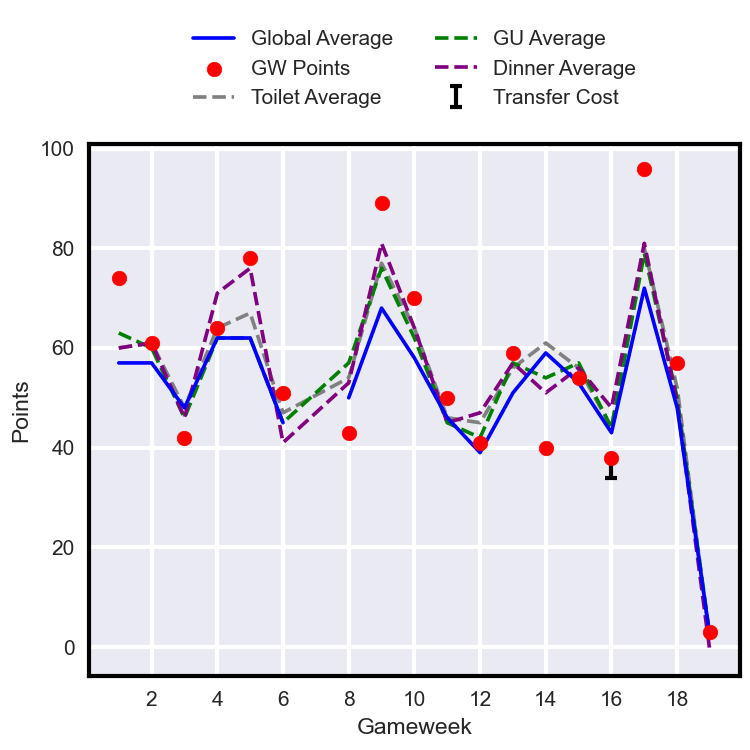 Global Average
GW Points
Toilet Average
GU Average
Dinner Average
Transfer Cost
100
80
60
40
20
0
Points
2 4 6 8 10 12 14 16 18
Gameweek